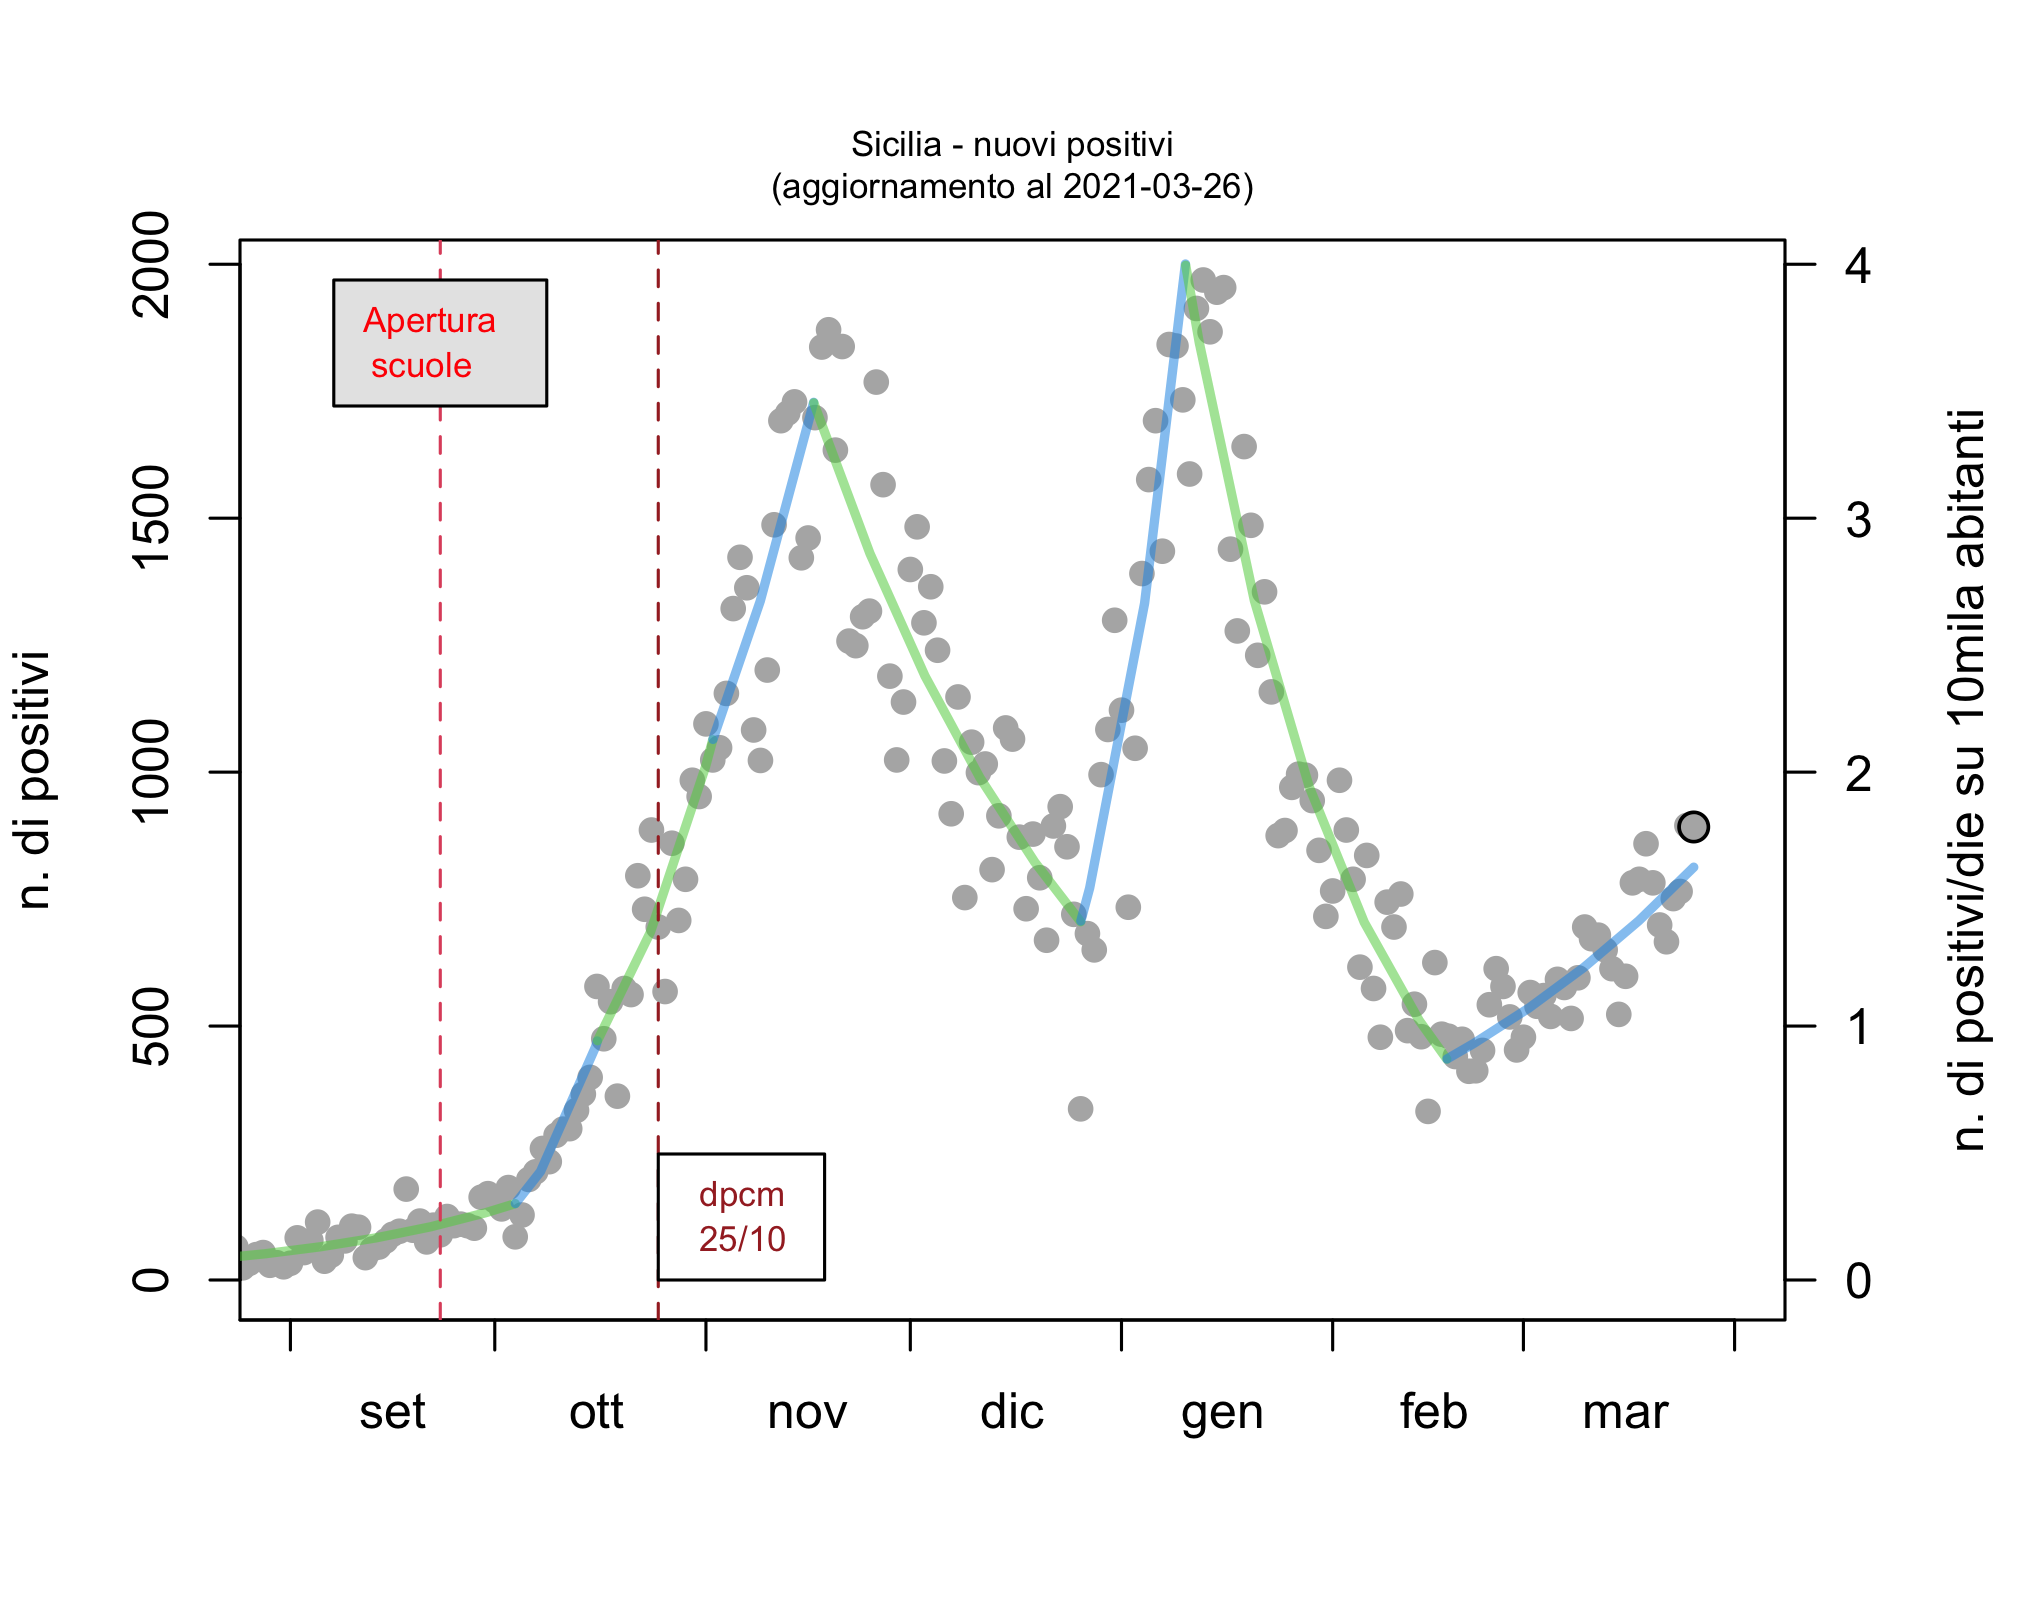 Sicilia - nuovi positivi
(aggiornamento al 2021-03-26)
n. di positivi
2000
1500
1000
500
0
Apertura
scuole
dpcm
25/10
4
3
2
1
0
n. di positivi/die su 10mila abitanti
set ott nov dic gen feb mar